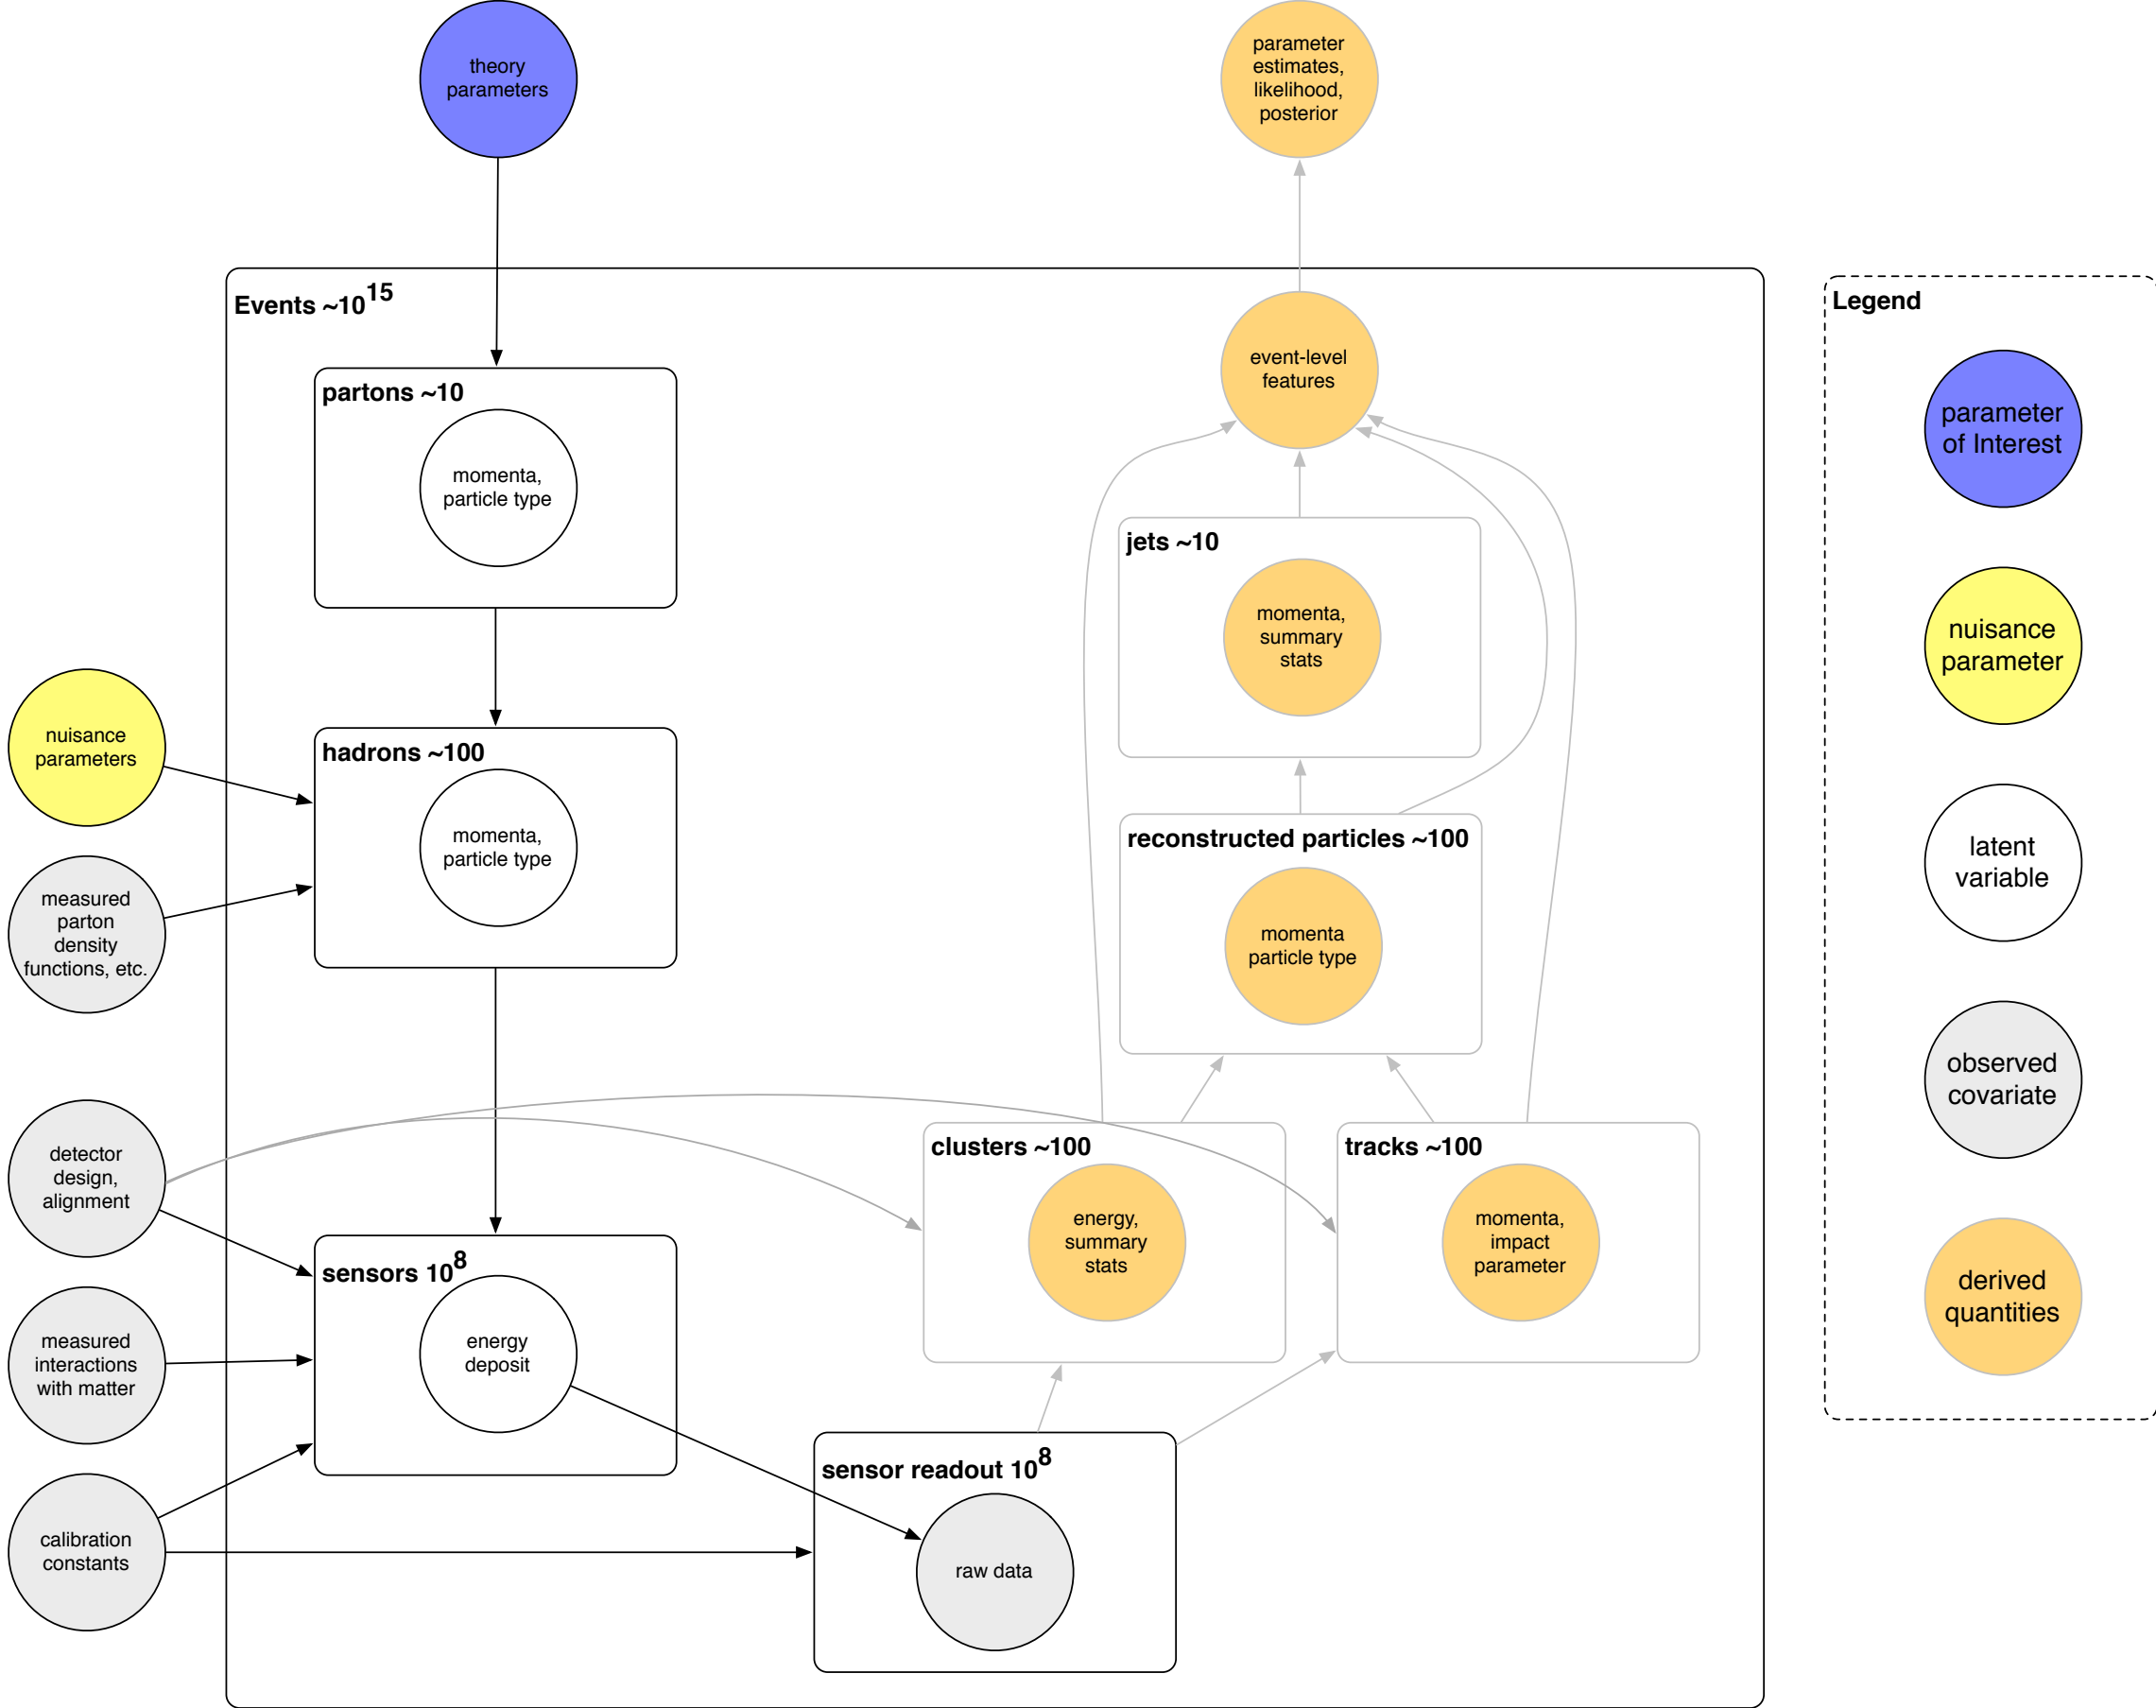 theory
parameters
parameter
estimates,
likelihood,
posterior
Events ~10^15
Legend
partons ~10
momenta,
particle type
event-level
features
parameter
of Interest
jets ~10
momenta,
summary
stats
nuisance
parameter
nuisance
parameters
hadrons ~100
momenta,
particle type
reconstructed particles ~100
momenta
particle type
latent
variable
measured
parton
density
functions, etc.
observed
covariate
detector
design,
alignment
clusters ~100
energy,
summary
stats
tracks ~100
momenta,
impact
parameter
derived
quantities
sensors 10^8
energy
deposit
measured
interactions
with matter
sensor readout 10^8
raw data
calibration
constants